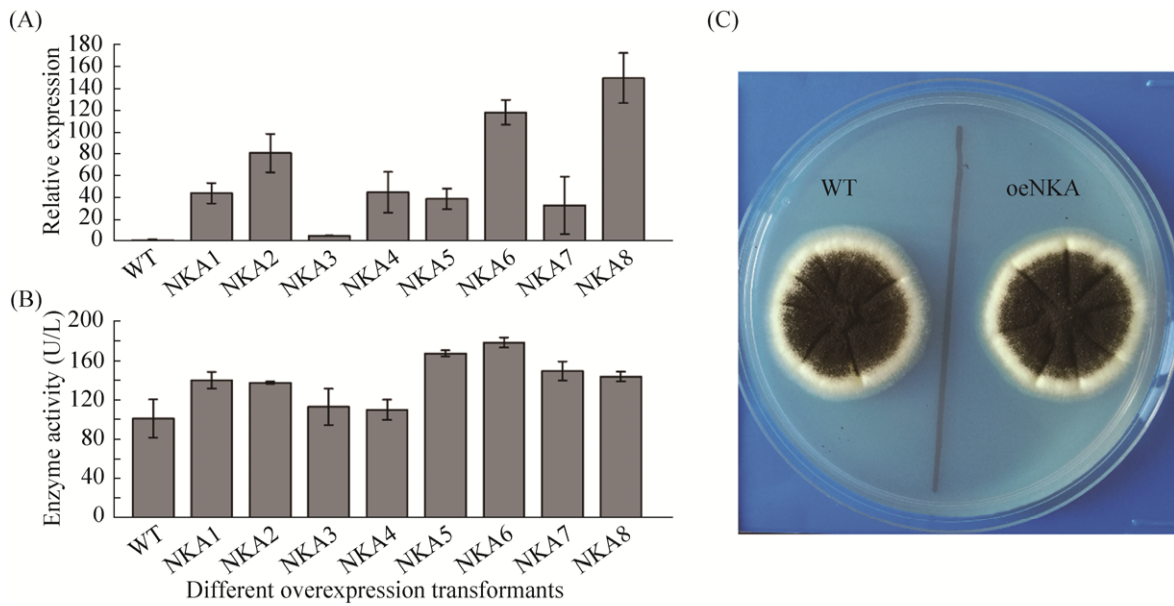 (A)
Relative expression
180
160
140
120
100
80
60
40
20
0
WT
NKA1
NKA2
NKA3
NKA4
NKA5
NKA6
NKA7
NKA8
(B)
Enzyme activity (U/L)
200
160
120
80
40
0
WT
NKA1
NKA2
NKA3
NKA4
NKA5
NKA6
NKA7
NKA8
Different overexpression transformants
(C)
WT
oeNKA